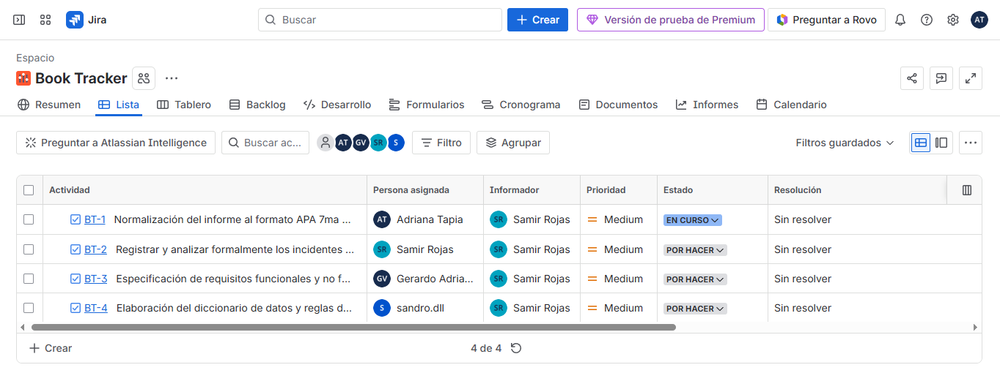 Jira Buscar Crear Versión de prueba de Premium Preguntar a Rovo AT
Espacio
Book Tracker
Resumen Lista Tablero Backlog Desarrollo Formularios Cronograma Documentos Informes Calendario
Preguntar a Atlassian Intelligence Buscar ac... AT GV SR S Filtro Agrupar Filtros guardados
Actividad Persona asignada Informador Prioridad Estado Resolución
BT-1 Normalización del informe al formato APA 7ma ... AT Adriana Tapia SR Samir Rojas Medium EN CURSO Sin resolver
BT-2 Registrar y analizar formalmente los incidentes ... SR Samir Rojas SR Samir Rojas Medium POR HACER Sin resolver
BT-3 Especificación de requisitos funcionales y no f... GV Gerardo Adria... SR Samir Rojas Medium POR HACER Sin resolver
BT-4 Elaboración del diccionario de datos y reglas d... S sandro.dll SR Samir Rojas Medium POR HACER Sin resolver
Crear 4 de 4